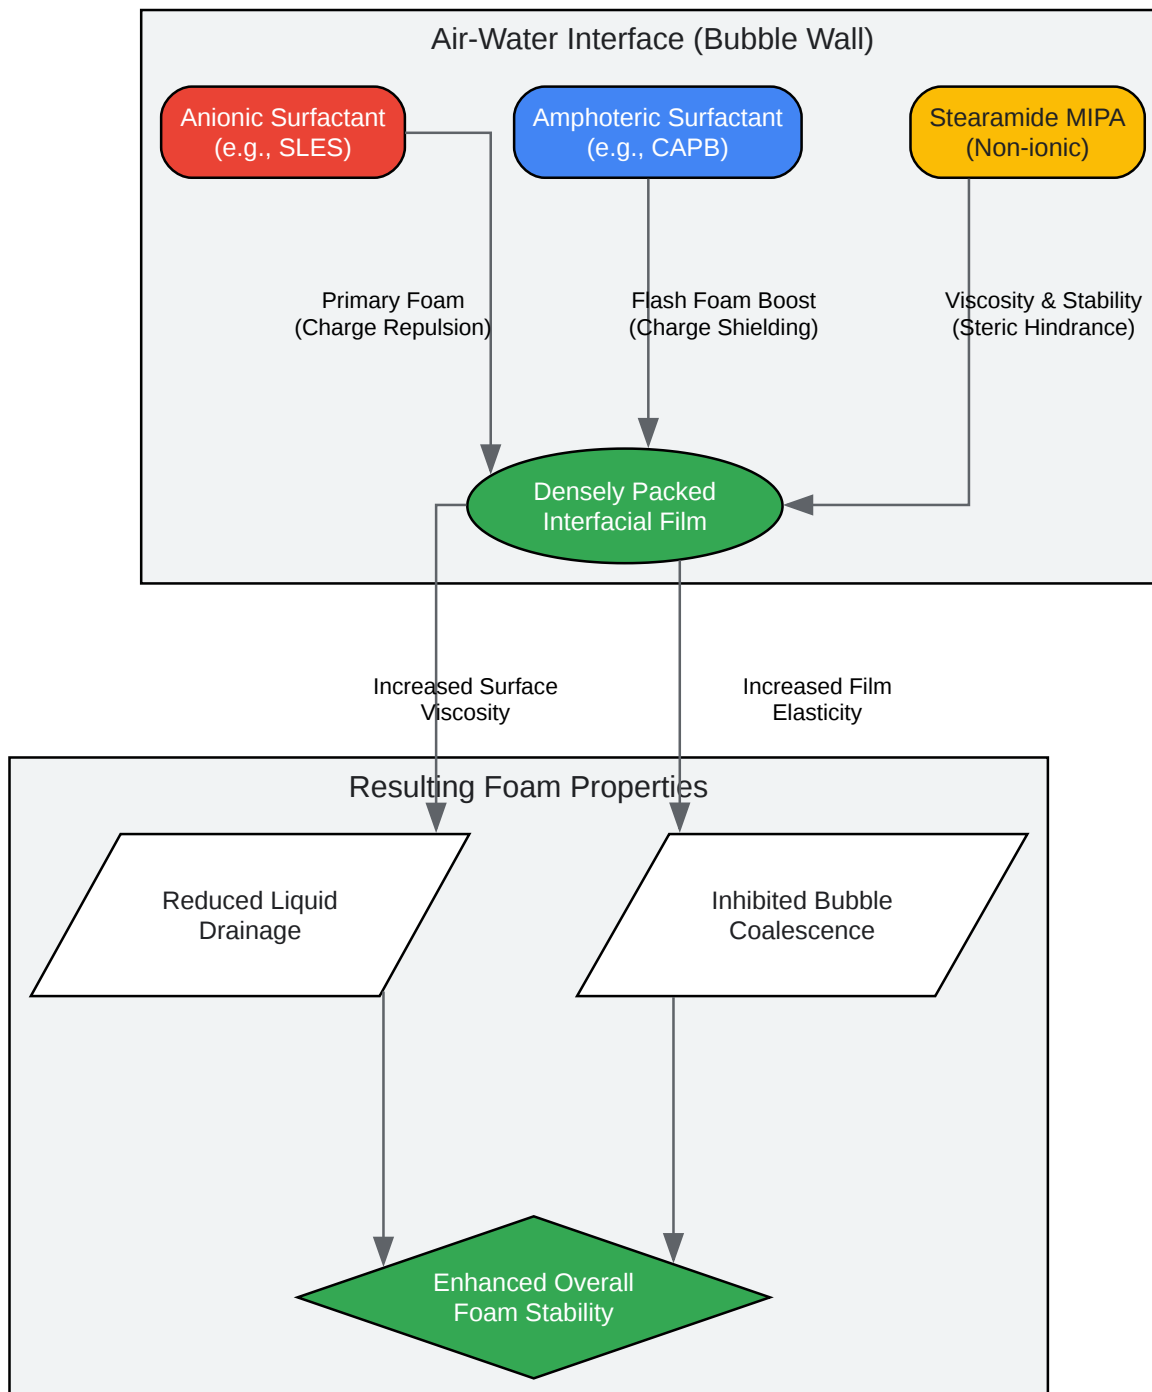 Air-Water Interface (Bubble Wall)
Anionic Surfactant
(e.g., SLES)
Amphoteric Surfactant
(e.g., CAPB)
Stearamide MIPA
(Non-ionic)
Primary Foam
(Charge Repulsion)
Flash Foam Boost
(Charge Shielding)
Viscosity & Stability
(Steric Hindrance)
Densely Packed
Interfacial Film
Increased Surface
Viscosity
Increased Film
Elasticity
Resulting Foam Properties
Reduced Liquid
Drainage
Inhibited Bubble
Coalescence
Enhanced Overall
Foam Stability